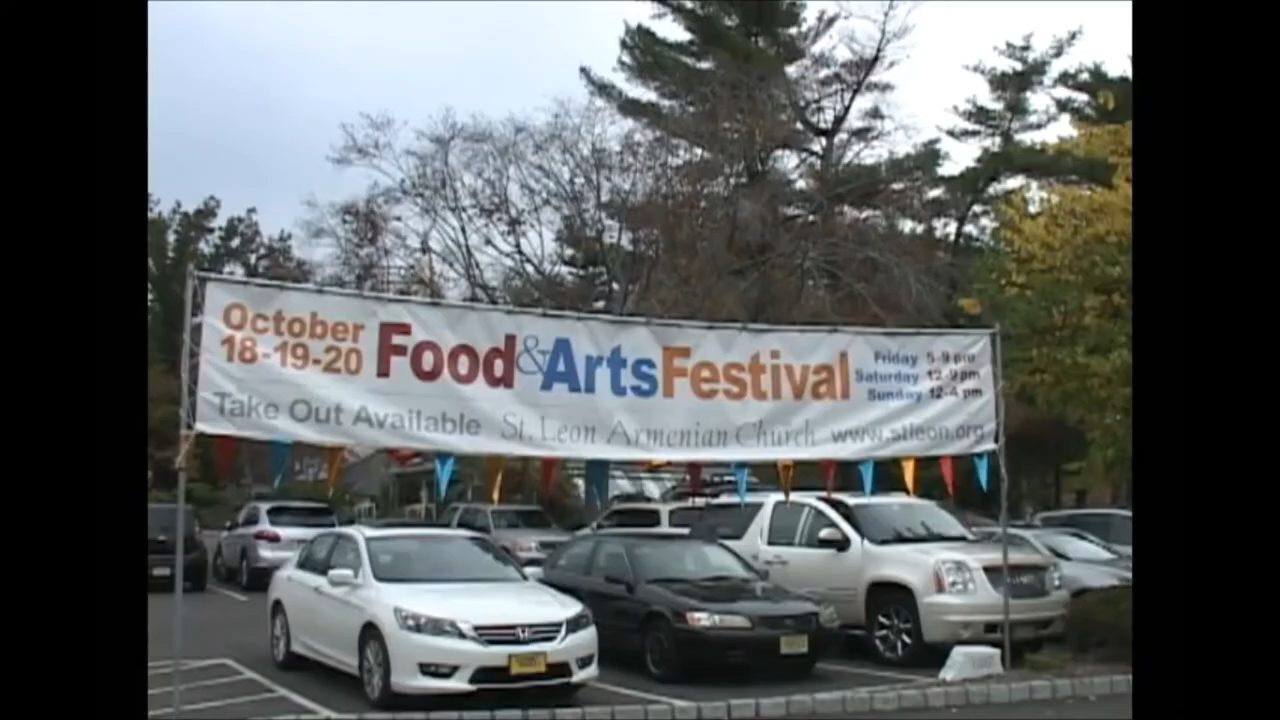 October
18-19-20
Food & Arts Festival
Friday 5-9 pm
Saturday 12-9 pm
Sunday 12-4 pm
Take Out Available St. Leon Armenian Church www.stleon.org